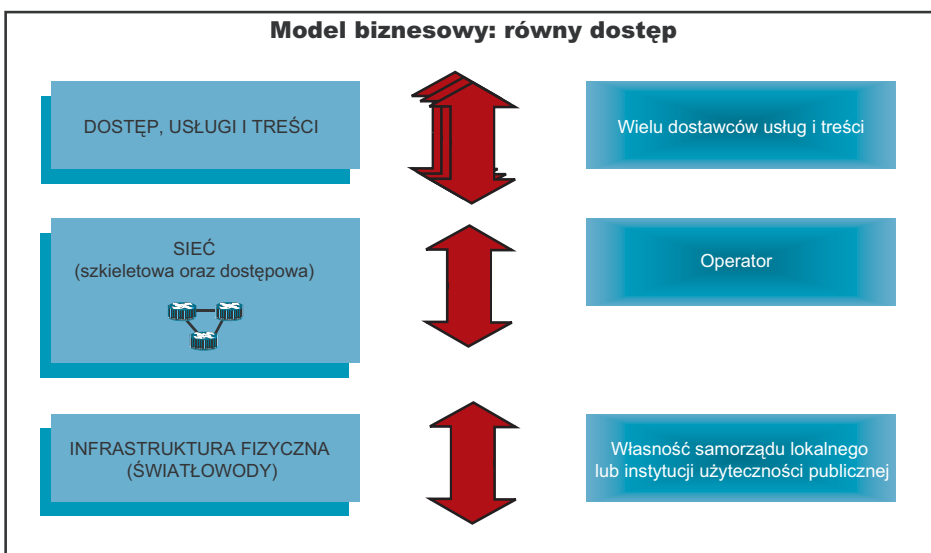 Model biznesowy: równy dostęp
DOSTĘP, USŁUGI I TREŚCI
Wielu dostawców usług i treści
SIEĆ
(szkieletowa oraz dostępowa)
Operator
INFRASTRUKTURA FIZYCZNA
(ŚWIATŁOWODY)
Własność samorządu lokalnego
lub instytucji użyteczności publicznej